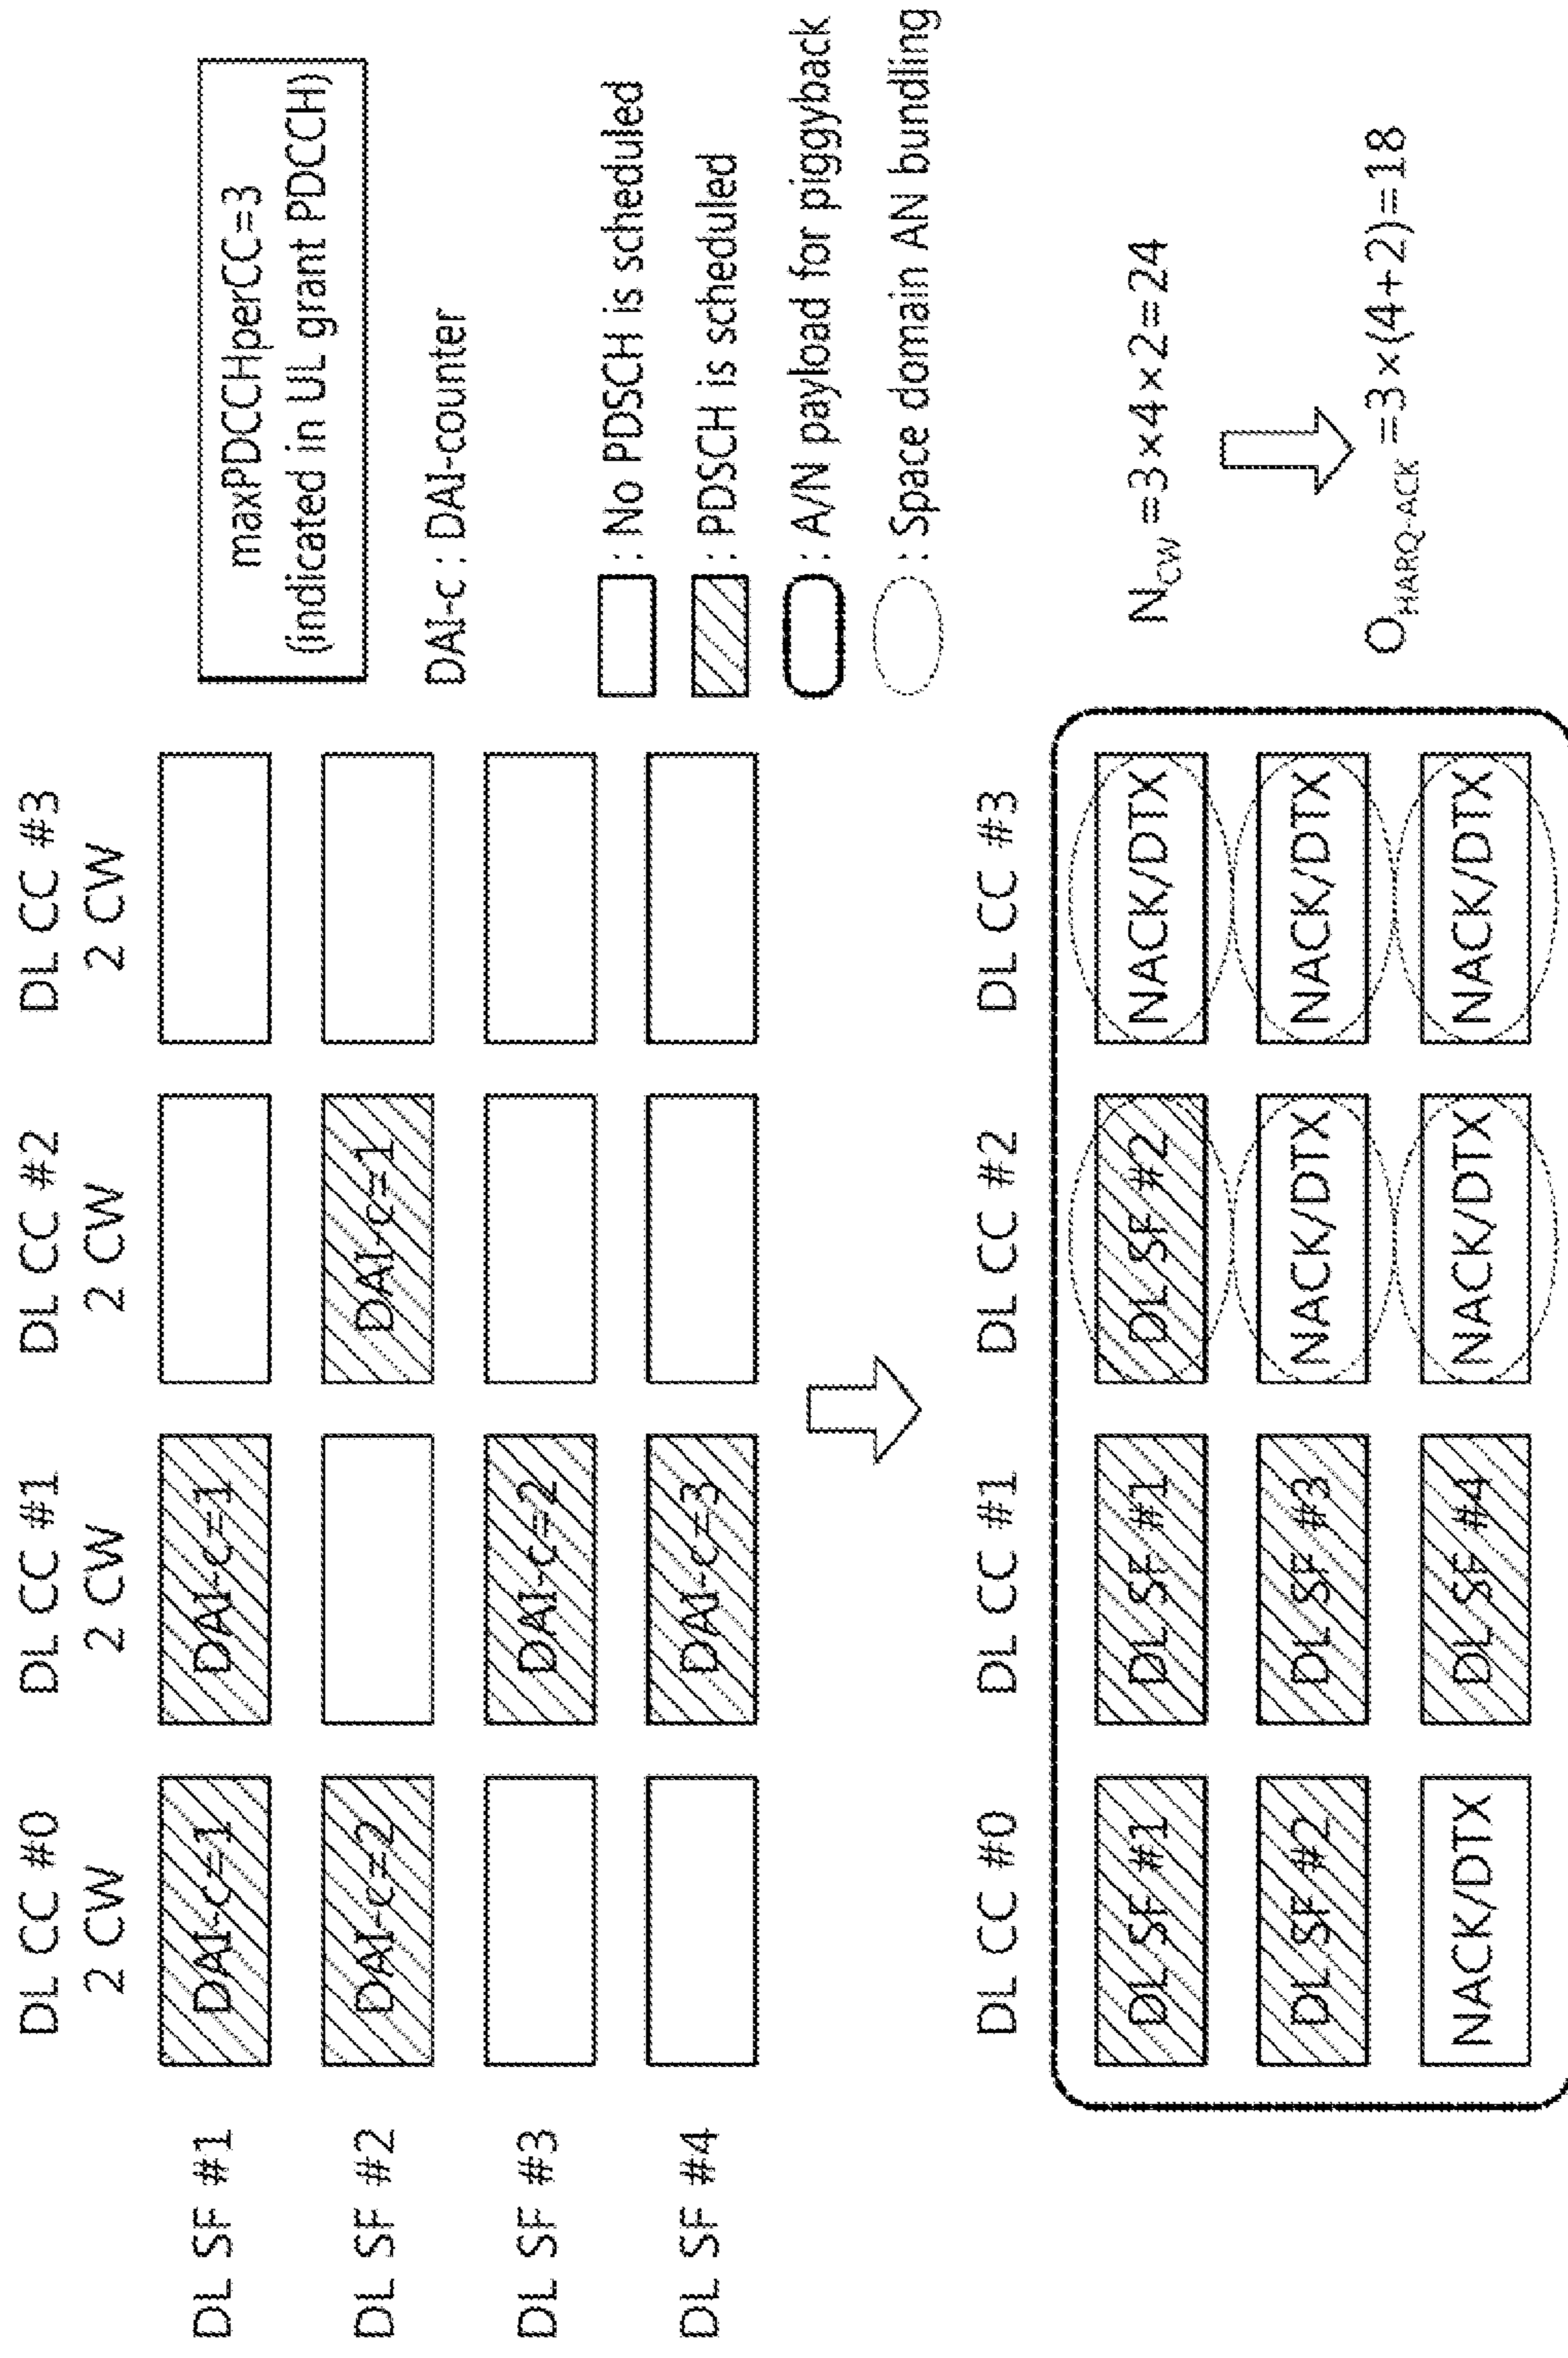 DL CC #0 DL CC #1 DL CC #2 DL CC #3
2 CW 2 CW 2 CW 2 CW
DL SF #1 DAI-c=1 DAI-c=1
DL SF #2 DAI-c=2 DAI-c=1
DL SF #3 DAI-c=2
DL SF #4 DAI-c=3
maxPDCCHperCC=3
(indicated in UL grant PDCCH)
DAI-c : DAI-counter
: No PDSCH is scheduled
: PDSCH is scheduled
: A/N payload for piggyback
: Space domain AN bundling
DL CC #0 DL CC #1 DL CC #2 DL CC #3
DL SF #1 DL SF #1 DL SF #2 NACK/DTX
DL SF #2 DL SF #3 NACK/DTX NACK/DTX
NACK/DTX DL SF #4 NACK/DTX NACK/DTX
N_CW =3×4×2=24
O_HARQ-ACK =3×(4+2)=18